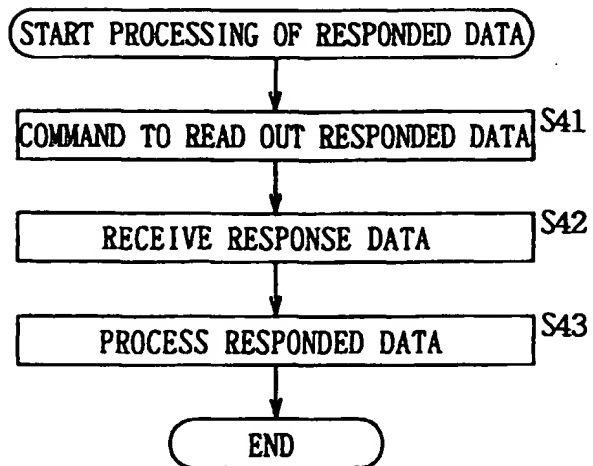 START PROCESSING OF RESPONDED DATA
COMMAND TO READ OUT RESPONDED DATA
S41
RECEIVE RESPONSE DATA
S42
PROCESS RESPONDED DATA
S43
END